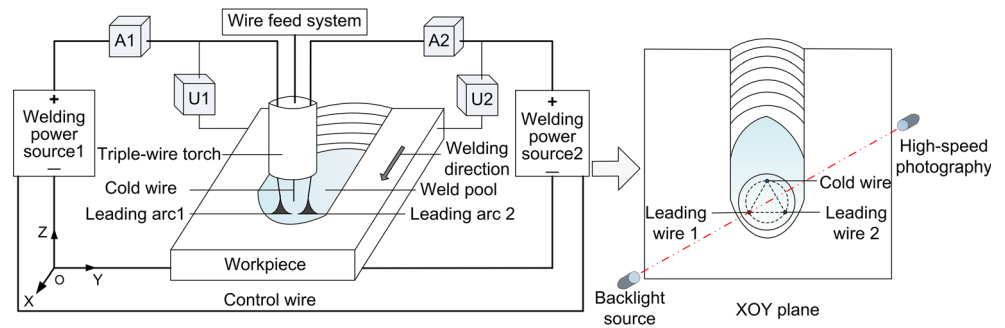 Wire feed system
A1
A2
U1
U2
+
Welding
power
source1
—
+
Welding
power
source2
—
Triple-wire torch
Cold wire
Leading arc1
Welding
direction
Weld pool
Leading arc 2
Z
O
Y
X
Workpiece
Control wire
High-speed
photography
Cold wire
Leading
wire 1
Leading
wire 2
Backlight
source
XOY plane